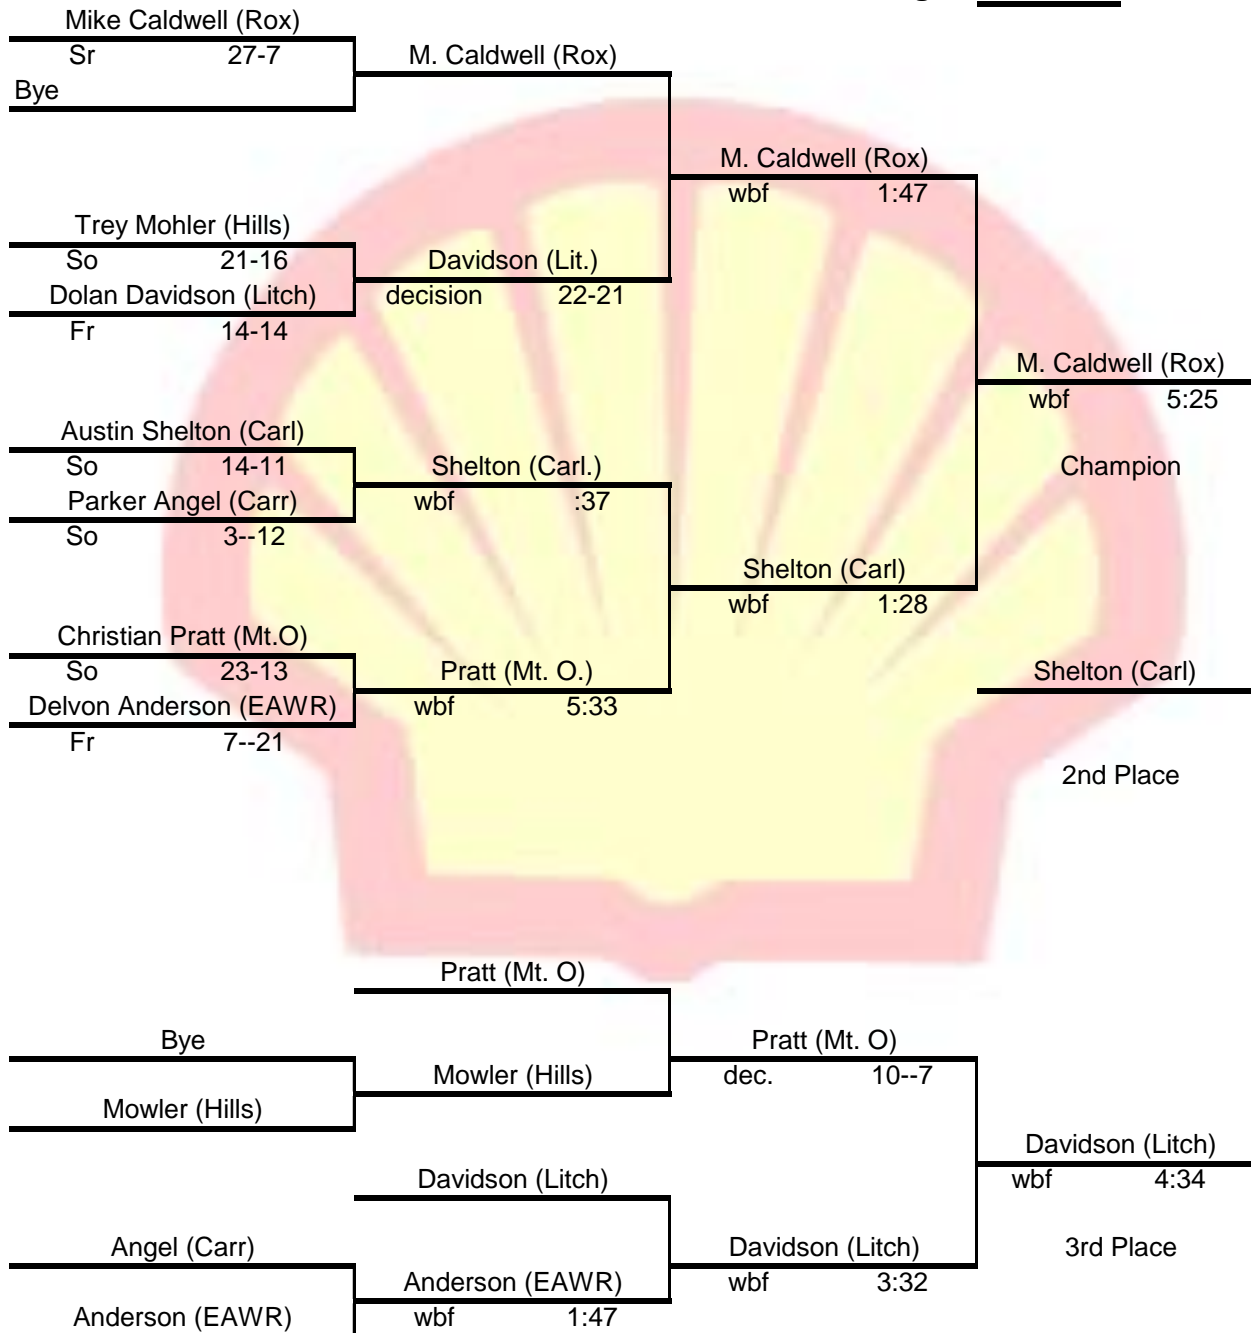 Mike Caldwell (Rox)
Sr 27-7
Bye
M. Caldwell (Rox)
Trey Mohler (Hills)
So 21-16
Dolan Davidson (Litch)
Fr 14-14
Davidson (Lit.)
decision 22-21
M. Caldwell (Rox)
wbf 1:47
Austin Shelton (Carl)
So 14-11
Parker Angel (Carr)
So 3--12
Shelton (Carl.)
wbf :37
Christian Pratt (Mt.O)
So 23-13
Delvon Anderson (EAWR)
Fr 7--21
Pratt (Mt. O.)
wbf 5:33
Shelton (Carl)
wbf 1:28
M. Caldwell (Rox)
wbf 5:25
Champion
Shelton (Carl)
2nd Place
Pratt (Mt. O)
Bye
Mowler (Hills)
Mowler (Hills)
Pratt (Mt. O)
dec. 10--7
Davidson (Litch)
Angel (Carr)
Anderson (EAWR)
Anderson (EAWR)
wbf 1:47
Davidson (Litch)
wbf 3:32
Davidson (Litch)
wbf 4:34
3rd Place